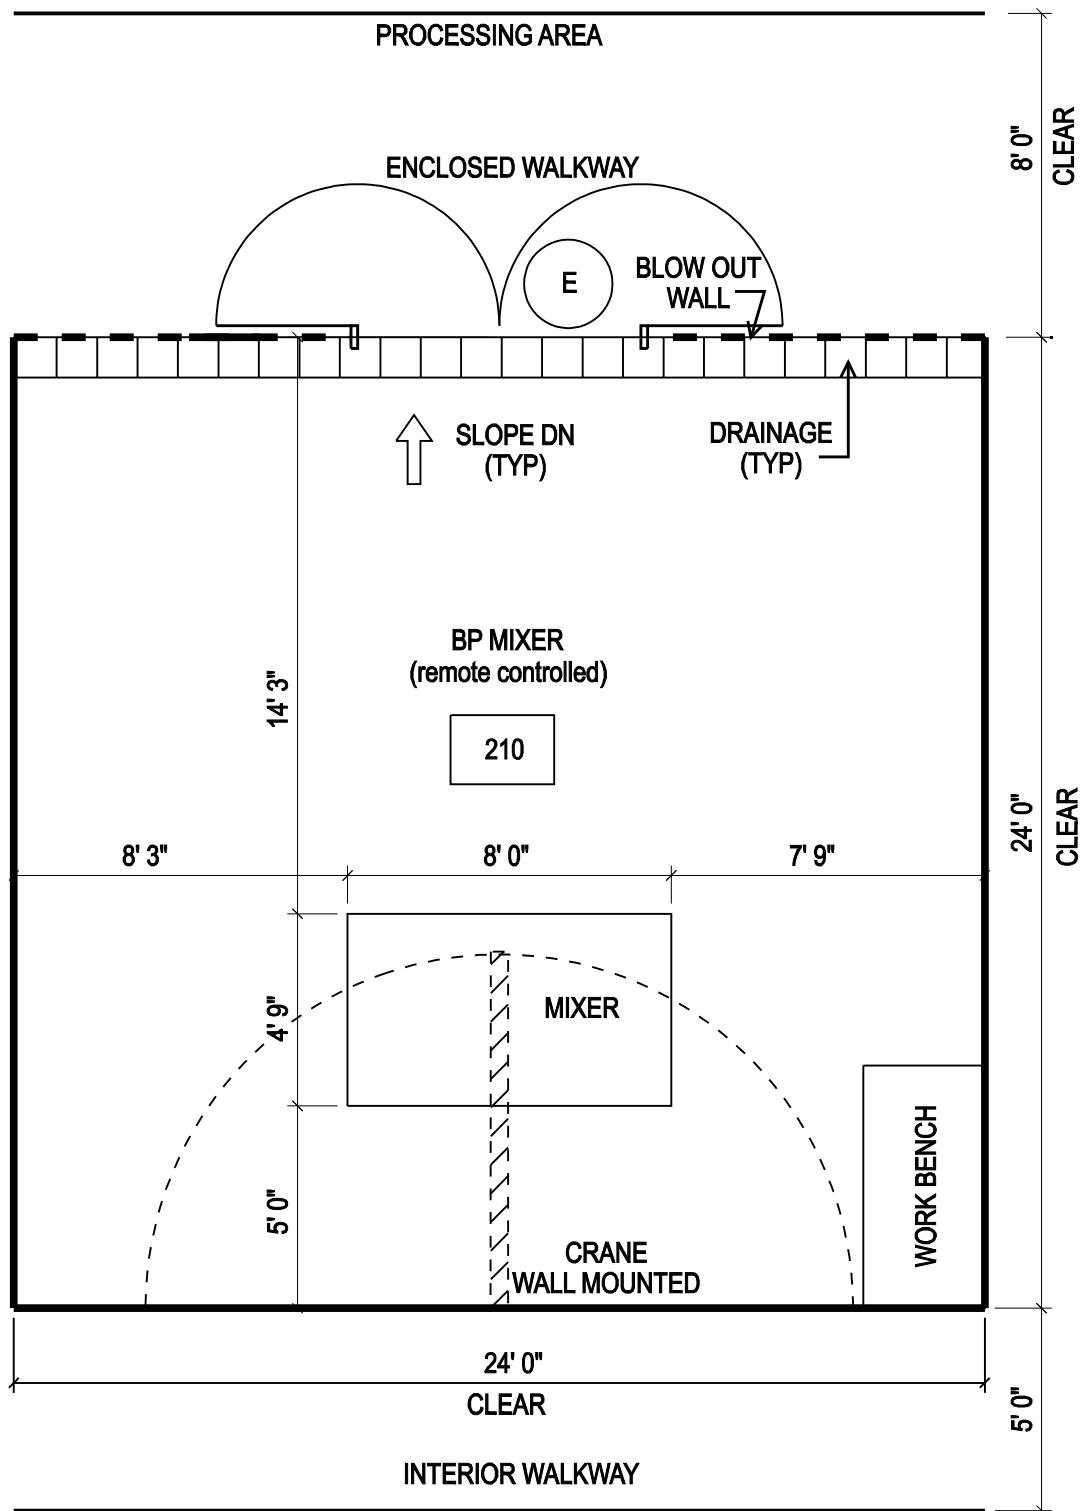 PROCESSING AREA
8' 0"
CLEAR
ENCLOSED WALKWAY
E
BLOW OUT
WALL
SLOPE DN
(TYP)
DRAINAGE
(TYP)
BP MIXER
(remote controlled)
14' 3"
210
24' 0"
CLEAR
8' 3"
8' 0"
7' 9"
4' 9"
MIXER
WORK BENCH
5' 0"
CRANE
WALL MOUNTED
24' 0"
CLEAR
5' 0"
INTERIOR WALKWAY